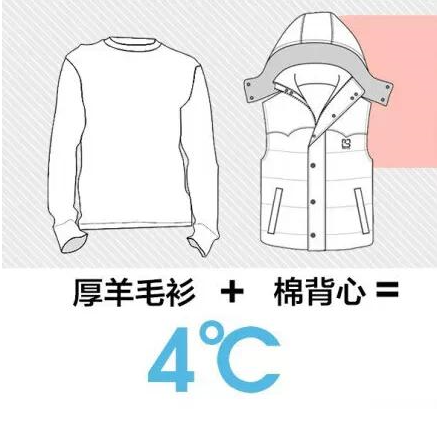 厚羊毛衫 + 棉背心 =
4℃